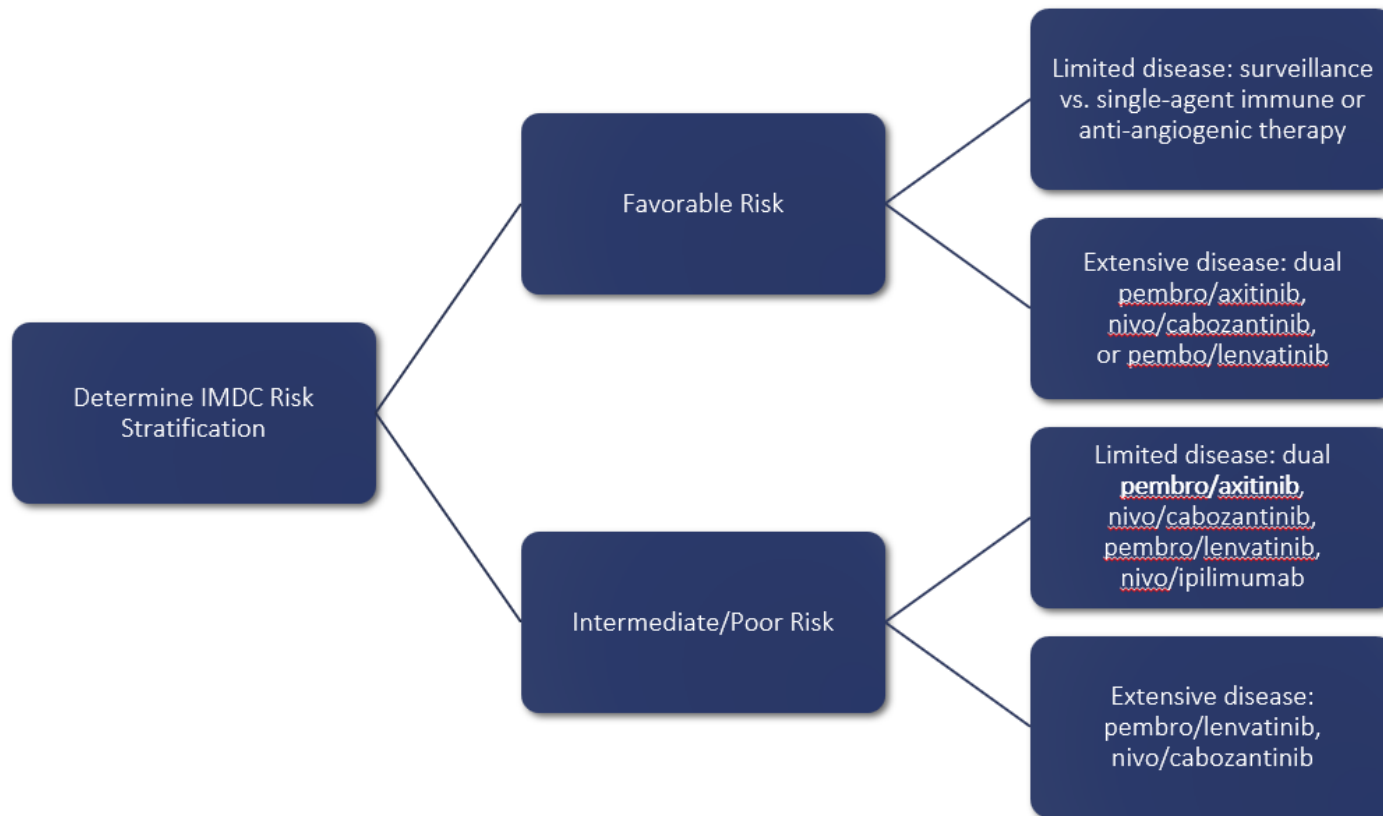 Determine IMDC Risk
Stratification
Favorable Risk
Intermediate/Poor Risk
Limited disease: surveillance
vs. single-agent immune or
anti-angiogenic therapy
Extensive disease: dual
pembro/axitinib,
nivo/cabozantinib,
or pembo/lenvatinib
Limited disease: dual
pembro/axitinib,
nivo/cabozantinib,
pembro/lenvatinib,
nivo/ipilimumab
Extensive disease:
pembro/lenvatinib,
nivo/cabozantinib